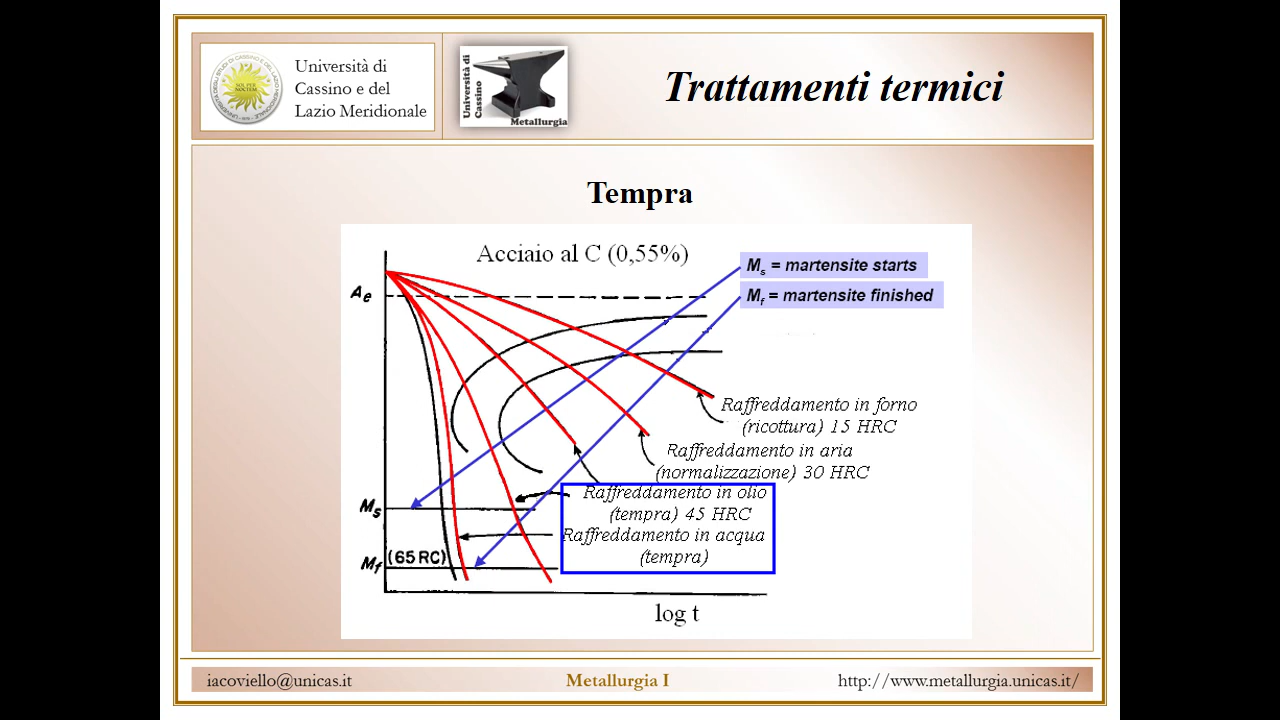 Università di
Cassino e del
Lazio Meridionale
Università di
Cassino
Metallurgia
Trattamenti termici
Tempra
Acciaio al C (0,55%)
Ms = martensite starts
Mf = martensite finished
Ae
Raffreddamento in forno
(ricottura) 15 HRC
Raffreddamento in aria
(normalizzazione) 30 HRC
Raffreddamento in olio
(tempra) 45 HRC
Raffreddamento in acqua
(tempra)
Ms
Mf
(65 RC)
log t
iacoviello@unicas.it
Metallurgia I
http://www.metallurgia.unicas.it/